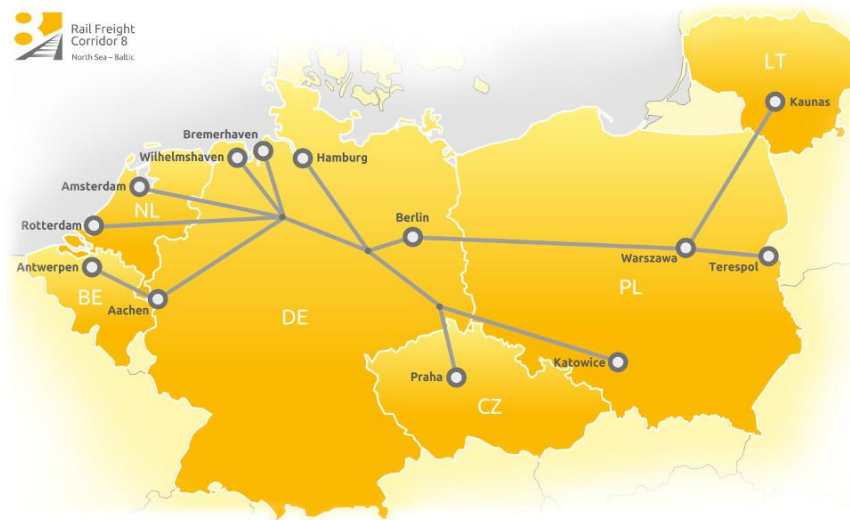 Rail Freight
Corridor 8
North Sea – Baltic
LT
Kaunas
Bremerhaven
Wilhelmshaven
Hamburg
Amsterdam
NL
Rotterdam
Berlin
Antwerpen
Warszawa
Terespol
BE
Aachen
DE
PL
Katowice
Praha
CZ